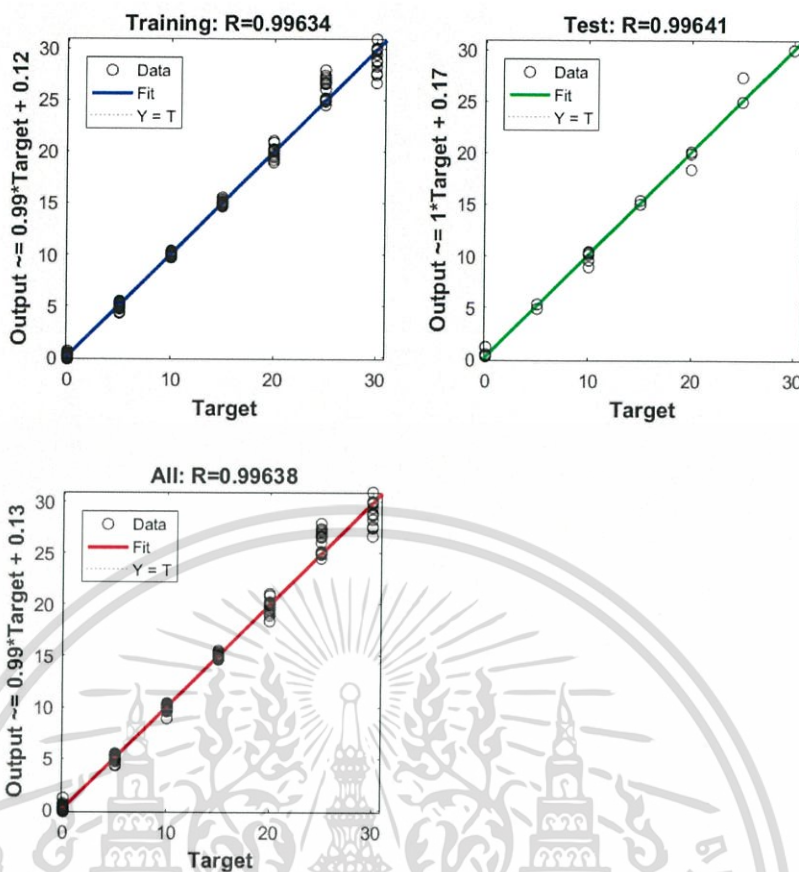 Training: R=0.99634
Output ~= 0.99*Target + 0.12
30
25
20
15
10
5
0
Data
Fit
Y = T
0 10 20 30
Target
Test: R=0.99641
Output ~= 1*Target + 0.17
30
25
20
15
10
5
0
Data
Fit
Y = T
0 10 20 30
Target
All: R=0.99638
Output ~= 0.99*Target + 0.13
30
25
20
15
10
5
0
Data
Fit
Y = T
0 10 20 30
Target